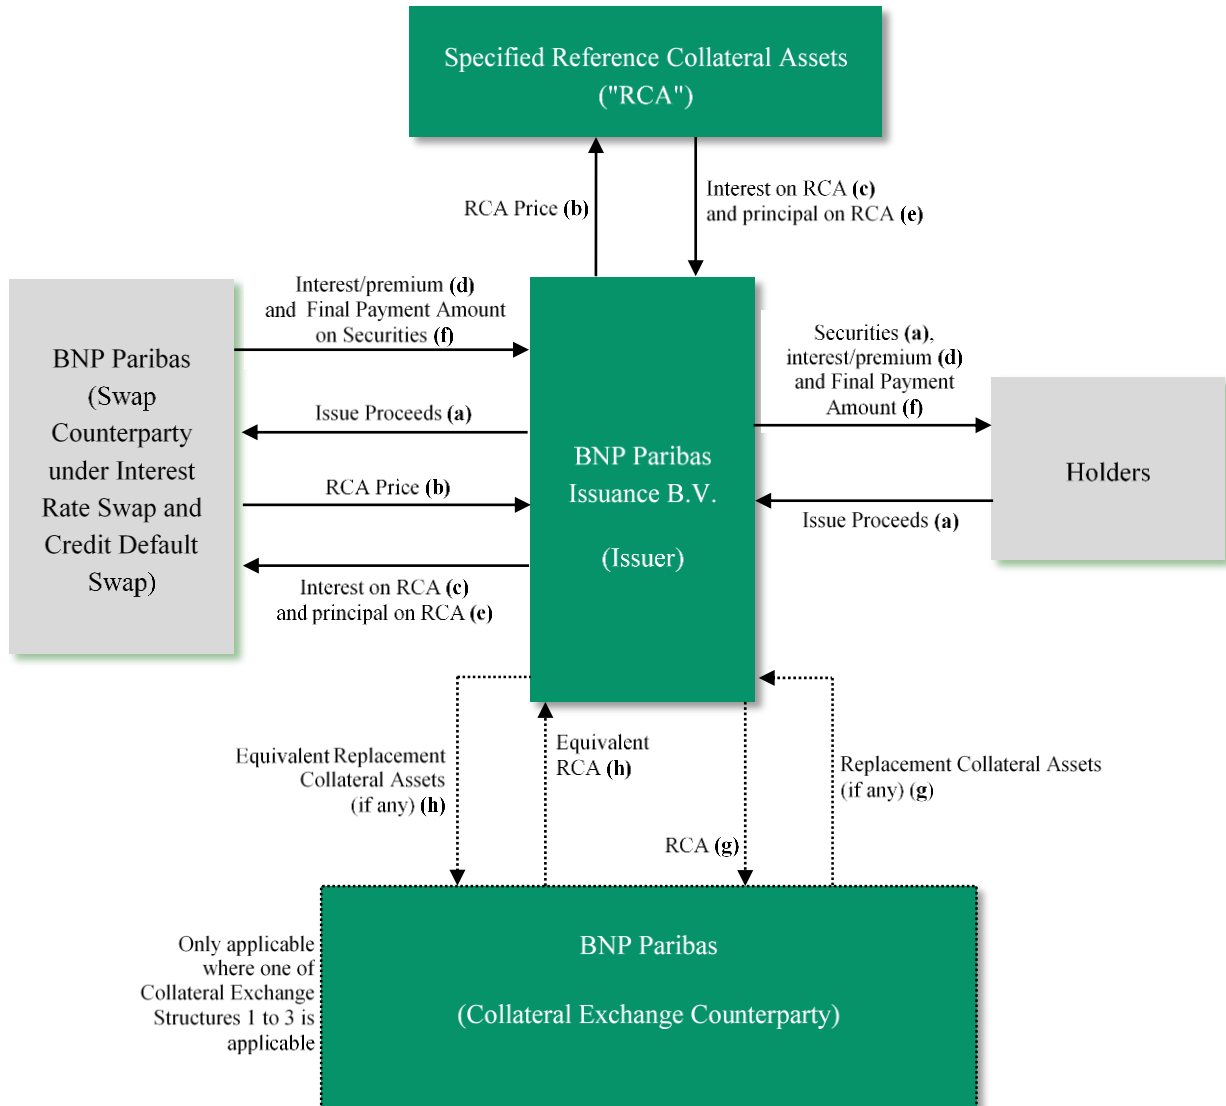 Specified Reference Collateral Assets
("RCA")
RCA Price (b)
Interest on RCA (c)
and principal on RCA (e)
BNP Paribas
(Swap
Counterparty
under Interest
Rate Swap and
Credit Default
Swap)
Interest/premium (d)
and Final Payment Amount
on Securities (f)
Issue Proceeds (a)
RCA Price (b)
Interest on RCA (c)
and principal on RCA (e)
BNP Paribas
Issuance B.V.
(Issuer)
Securities (a),
interest/premium (d)
and Final Payment
Amount (f)
Issue Proceeds (a)
Holders
Equivalent Replacement
Collateral Assets
(if any) (h)
Equivalent
RCA (h)
RCA (g)
Replacement Collateral Assets
(if any) (g)
Only applicable
where one of
Collateral Exchange
Structures 1 to 3 is
applicable
BNP Paribas
(Collateral Exchange Counterparty)